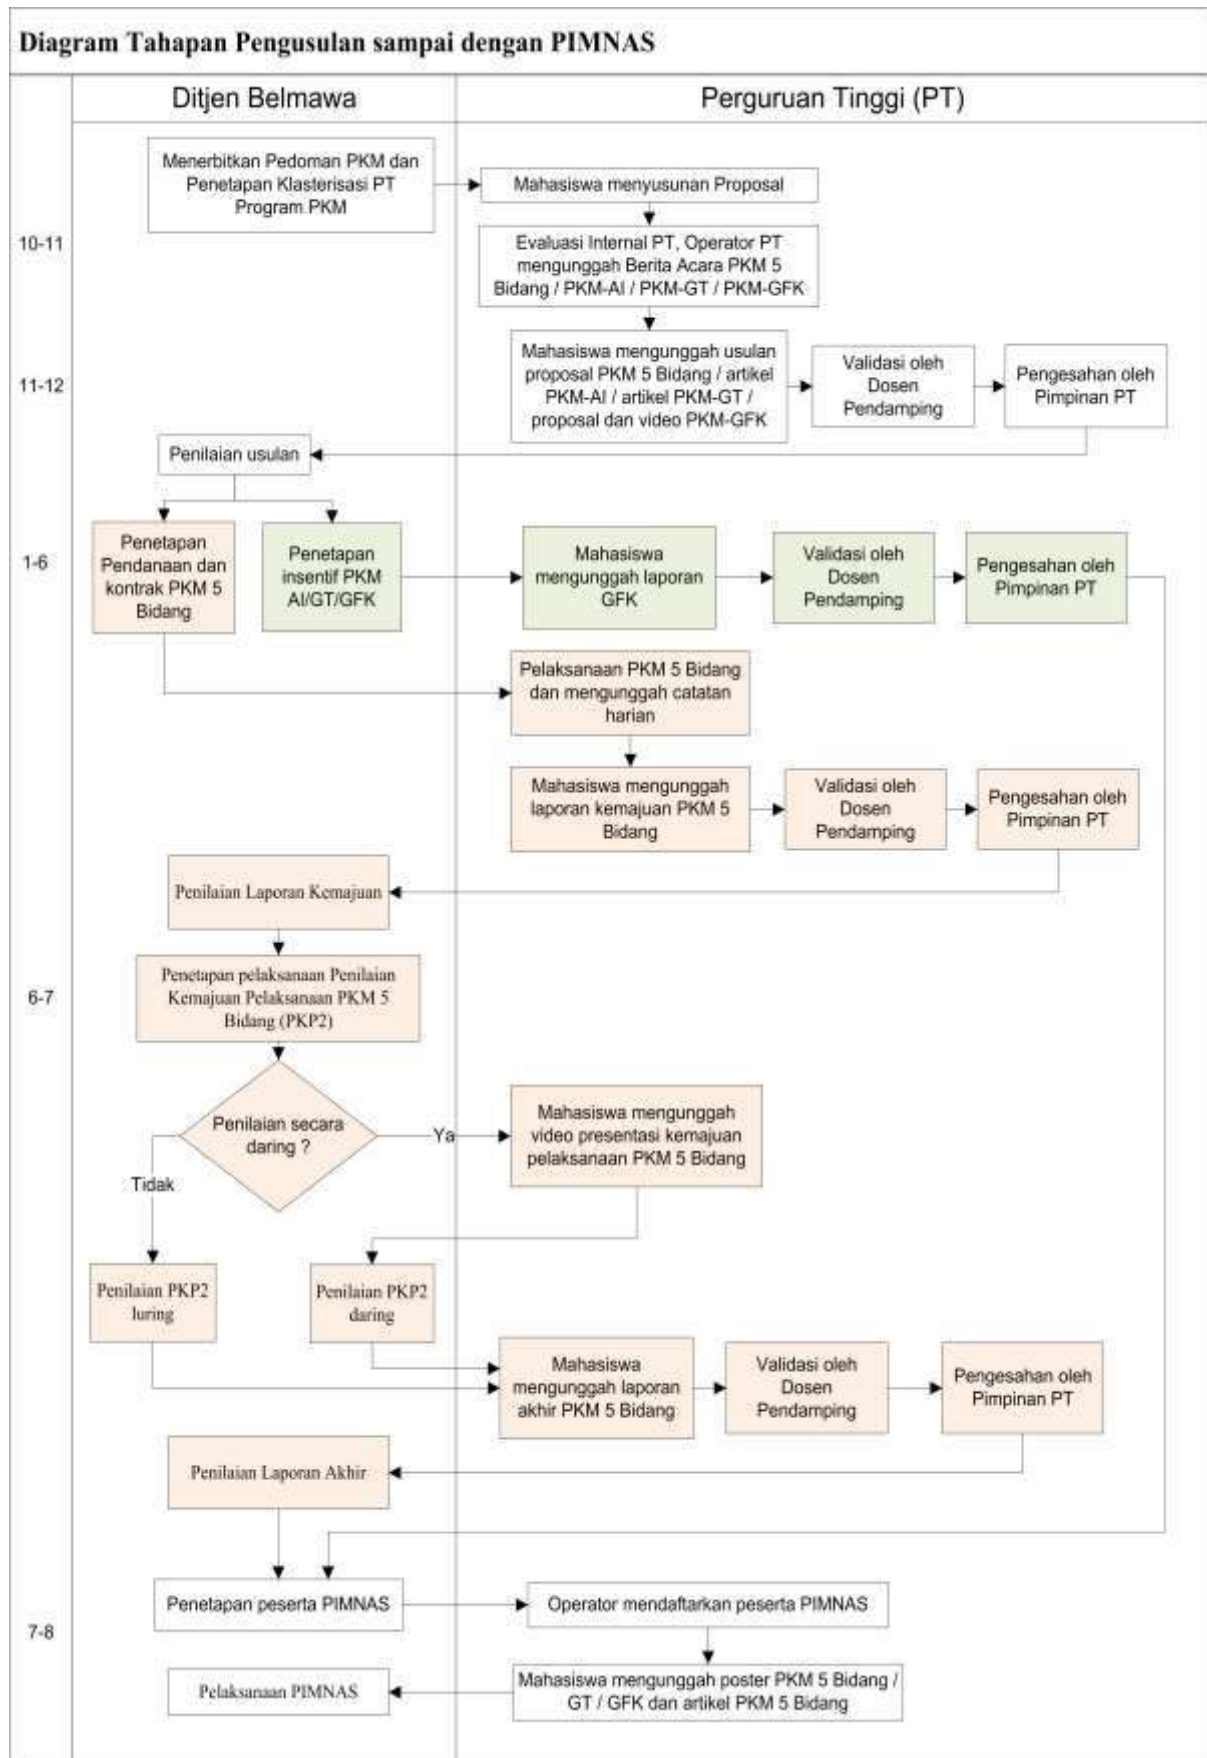 Diagram Tahapan Pengusulan sampai dengan PIMNAS
Ditjen Belmawa
Perguruan Tinggi (PT)
Menerbitkan Pedoman PKM dan
Penetapan Klasterisasi PT
Program PKM
Mahasiswa menyusunan Proposal
10-11
Evaluasi Internal PT, Operator PT
mengunggah Berita Acara PKM 5
Bidang / PKM-AI / PKM-GT / PKM-GFK
11-12
Mahasiswa mengunggah usulan
proposal PKM 5 Bidang / artikel
PKM-AI / artikel PKM-GT /
proposal dan video PKM-GFK
Validasi oleh
Dosen
Pendamping
Pengesahan oleh
Pimpinan PT
Penilaian usulan
1-6
Penetapan
Pendanaan dan
kontrak PKM 5
Bidang
Penetapan
insentif PKM
AI/GT/GFK
Mahasiswa
mengunggah laporan
GFK
Validasi oleh
Dosen
Pendamping
Pengesahan oleh
Pimpinan PT
Pelaksanaan PKM 5 Bidang
dan mengunggah catatan
harian
Mahasiswa mengunggah
laporan kemajuan PKM 5
Bidang
Validasi oleh
Dosen
Pendamping
Pengesahan oleh
Pimpinan PT
Penilaian Laporan Kemajuan
6-7
Penetapan pelaksanaan Penilaian
Kemajuan Pelaksanaan PKM 5
Bidang (PKP2)
Penilaian secara
daring ?
Ya
Tidak
Mahasiswa mengunggah
video presentasi kemajuan
pelaksanaan PKM 5 Bidang
Penilaian PKP2
luring
Penilaian PKP2
daring
Mahasiswa
mengunggah laporan
akhir PKM 5 Bidang
Validasi oleh
Dosen
Pendamping
Pengesahan oleh
Pimpinan PT
Penilaian Laporan Akhir
7-8
Penetapan peserta PIMNAS
Operator mendaftarkan peserta PIMNAS
Pelaksanaan PIMNAS
Mahasiswa mengunggah poster PKM 5 Bidang /
GT / GFK dan artikel PKM 5 Bidang